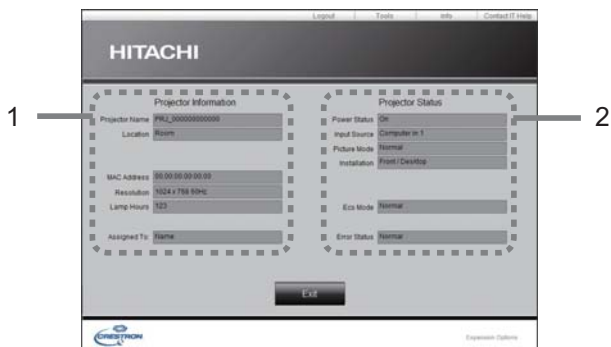 Logout Tools Info Contact IT Help
HITACHI
1
Projector Information
Projector Name PRJ_000000000000
Location Room
MAC Address 00:00:00:00:00:00
Resolution 1024 x 768 60Hz
Lamp Hours 123
Assigned To: Name
2
Projector Status
Power Status On
Input Source Computer in 1
Picture Mode Normal
Installation Front / Desktop
Eco Mode Normal
Error Status Normal
Exit
CRESTRON
Expansion Options